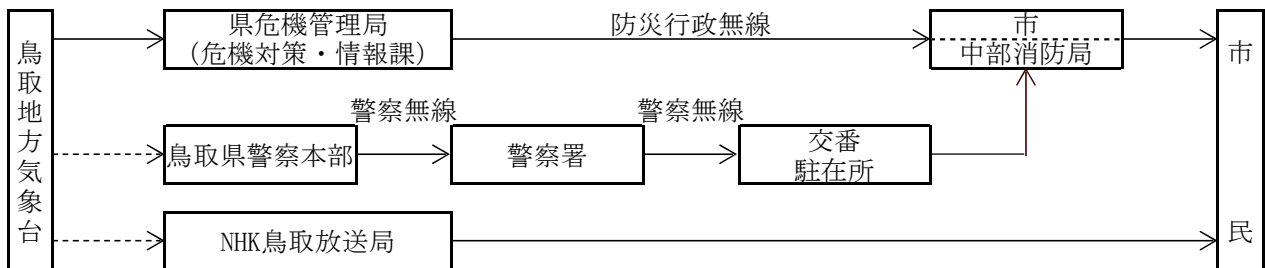 鳥取地方気象台
県危機管理局
(危機対策・情報課)
防災行政無線
市
中部消防局
市民
鳥取県警察本部
警察無線
警察署
警察無線
交番
駐在所
NHK鳥取放送局